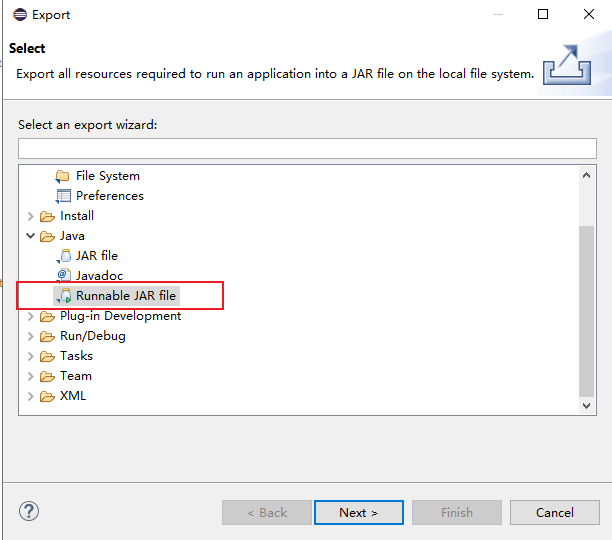 Export
Select
Export all resources required to run an application into a JAR file on the local file system.
Select an export wizard:
File System
Preferences
Install
Java
JAR file
Javadoc
Runnable JAR file
Plug-in Development
Run/Debug
Tasks
Team
XML
? < Back Next > Finish Cancel